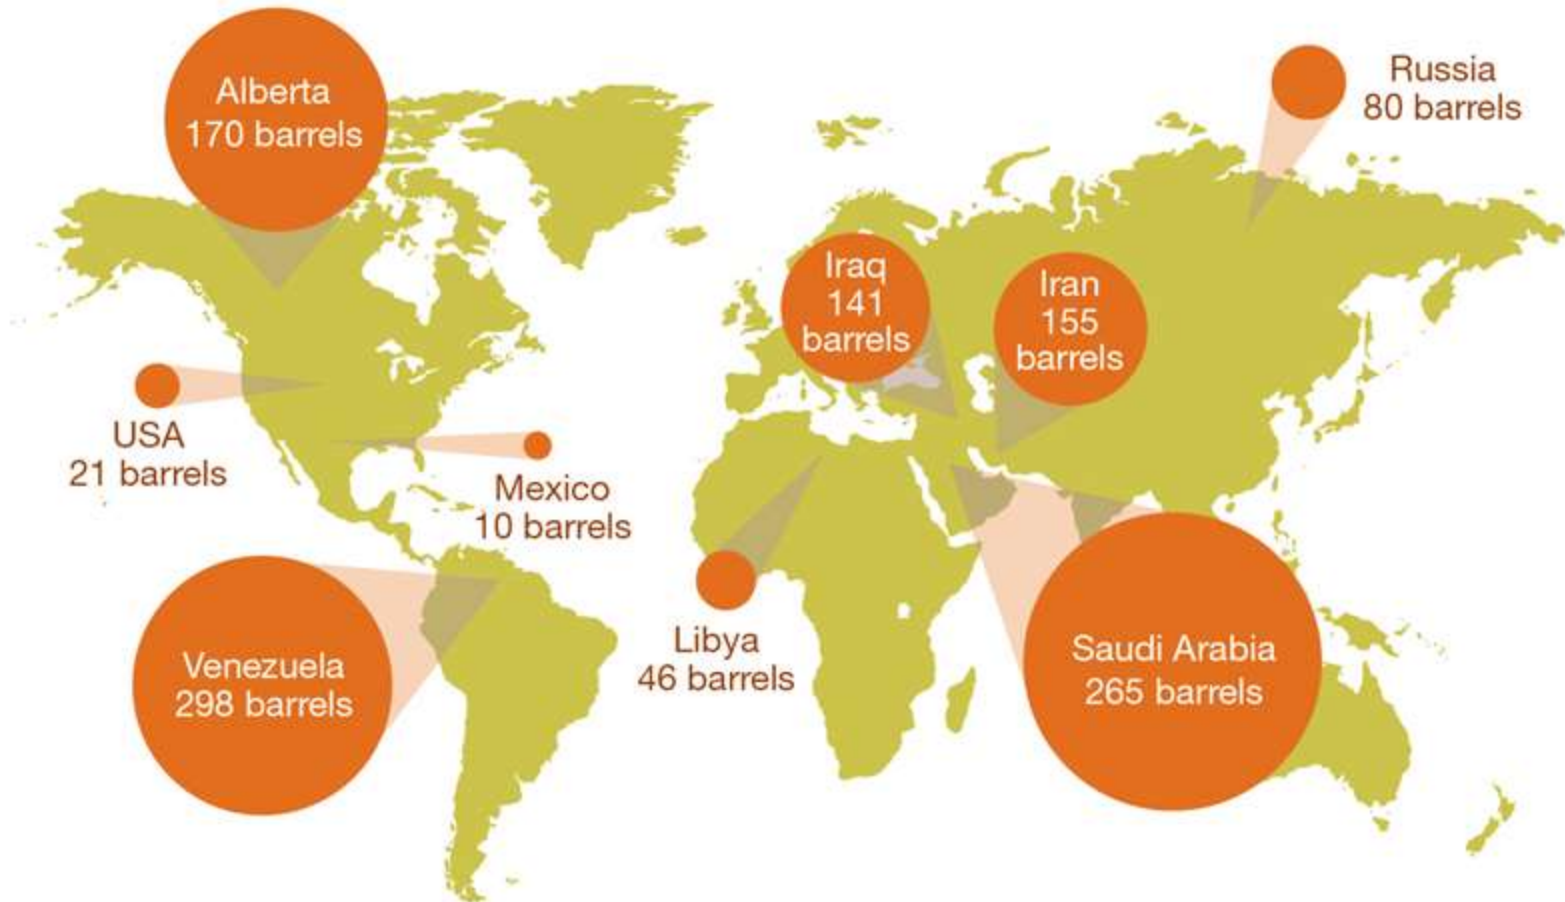 Alberta
170 barrels
Russia
80 barrels
Iraq
141
barrels
Iran
155
barrels
USA
21 barrels
Mexico
10 barrels
Venezuela
298 barrels
Libya
46 barrels
Saudi Arabia
265 barrels